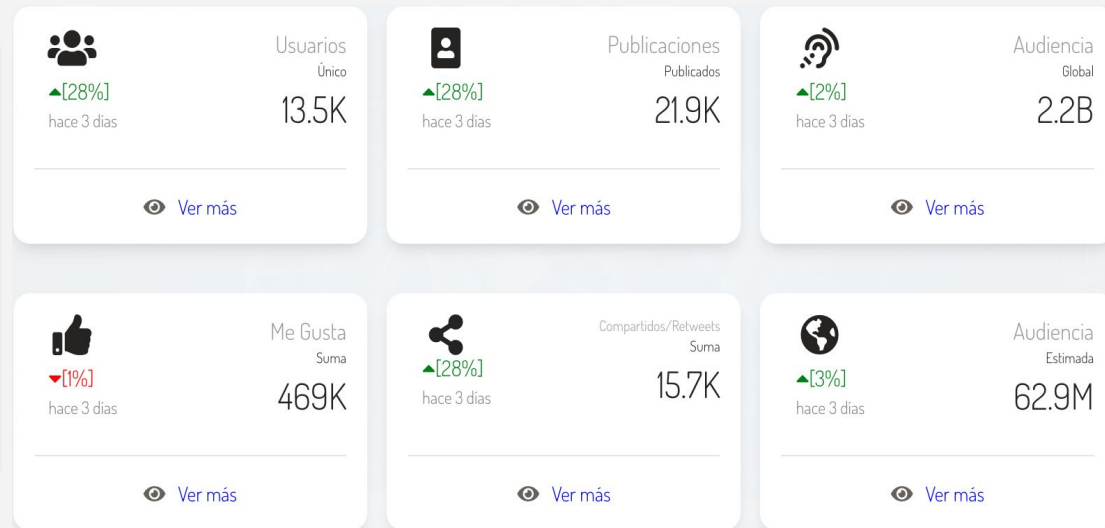 Usuarios
Único
[28%]
13.5K
hace 3 días
Ver más
Publicaciones
Publicados
[28%]
21.9K
hace 3 días
Ver más
Audiencia
Global
[2%]
2.2B
hace 3 días
Ver más
Me Gusta
Suma
[1%]
469K
hace 3 días
Ver más
Compartidos/Retweets
Suma
[28%]
15.7K
hace 3 días
Ver más
Audiencia
Estimada
[3%]
62.9M
hace 3 días
Ver más